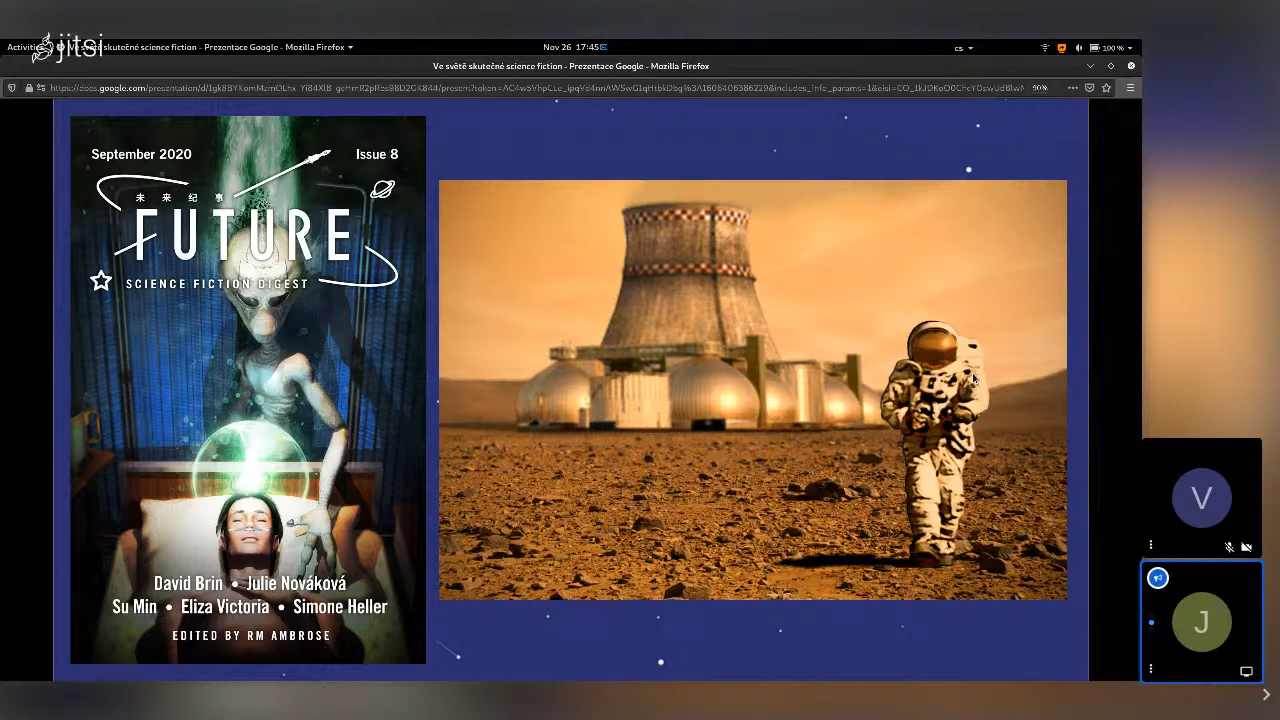 jitsi
Ve světě skutečné science fiction - Prezentace Google - Mozilla Firefox
Nov 26 17:45
cs
100 %
Ve světě skutečné science fiction - Prezentace Google - Mozilla Firefox
90%
September 2020
Issue 8
未来纪事
FUTURE
SCIENCE FICTION DIGEST
David Brin • Julie Nováková
Su Min • Eliza Victoria • Simone Heller
EDITED BY RM AMBROSE
V
J